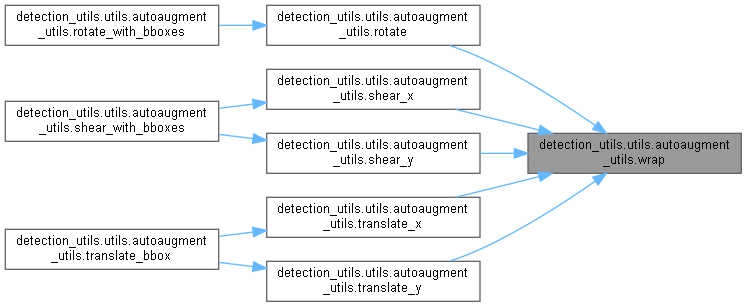 detection_utils.utils.autoaugment
_utils.rotate_with_bboxes
detection_utils.utils.autoaugment
_utils.rotate
detection_utils.utils.autoaugment
_utils.shear_with_bboxes
detection_utils.utils.autoaugment
_utils.shear_x
detection_utils.utils.autoaugment
_utils.shear_y
detection_utils.utils.autoaugment
_utils.wrap
detection_utils.utils.autoaugment
_utils.translate_bbox
detection_utils.utils.autoaugment
_utils.translate_x
detection_utils.utils.autoaugment
_utils.translate_y